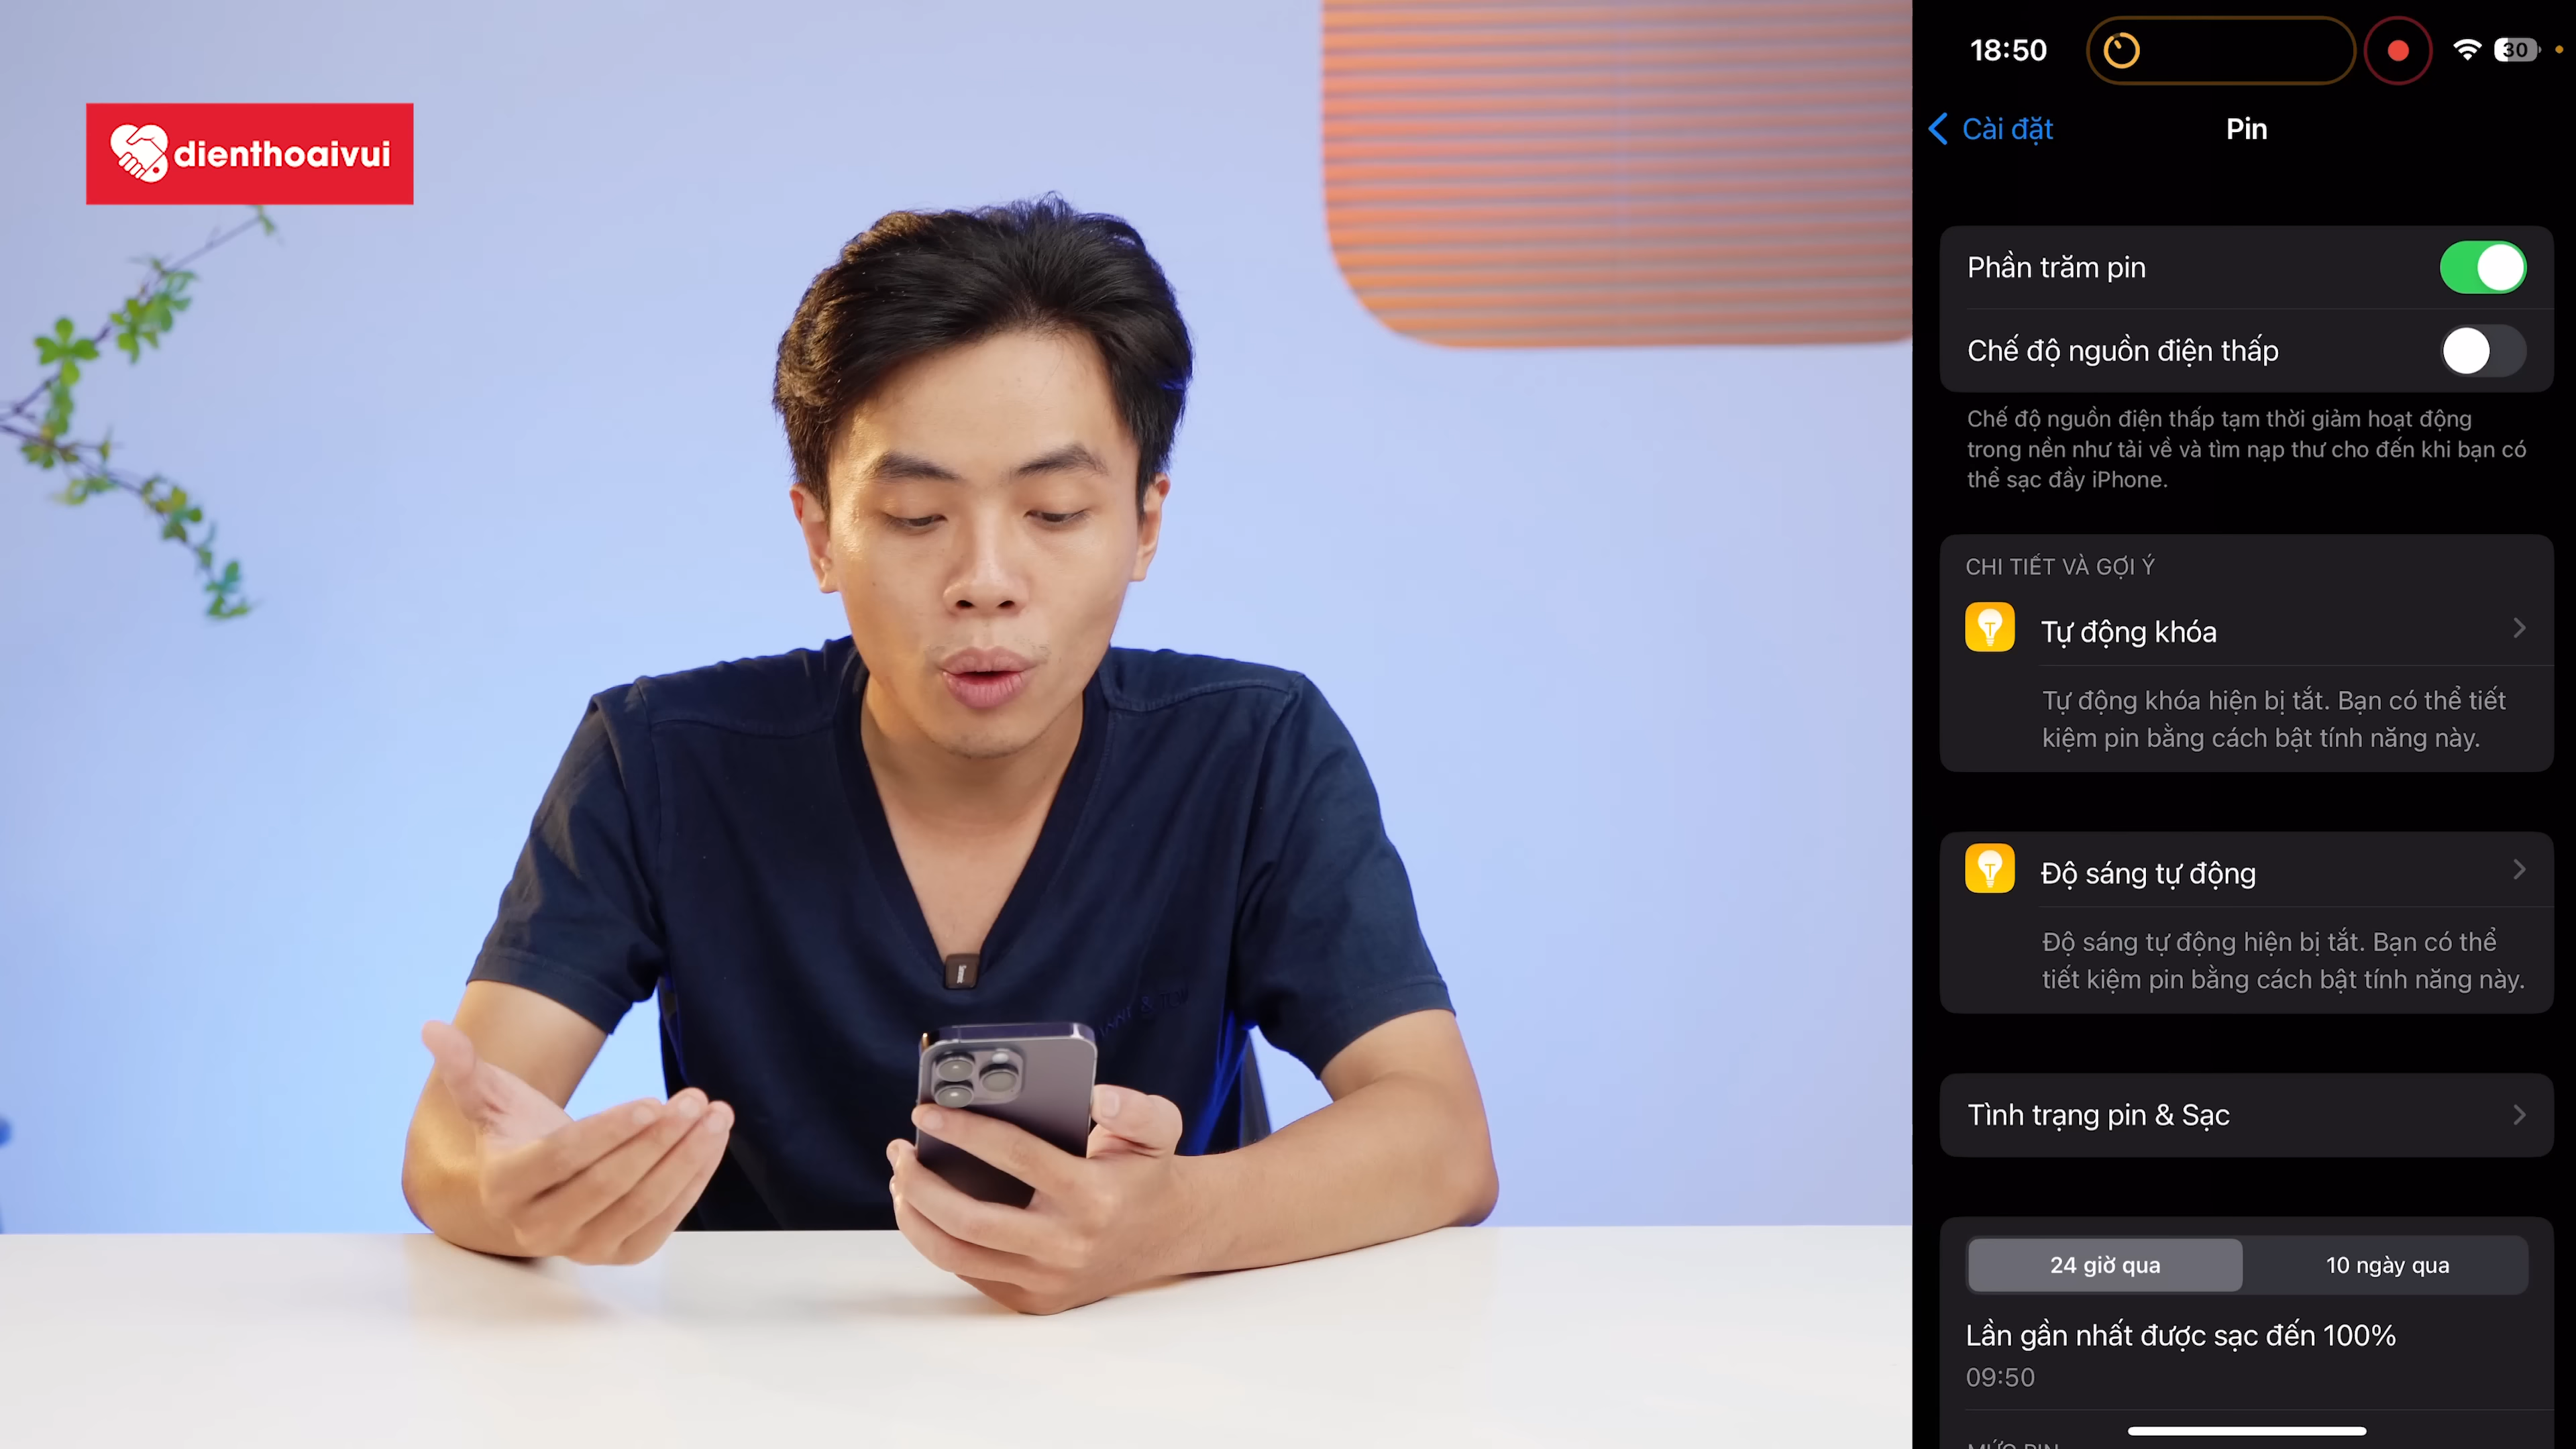 dienthoaivui
18:50
30
Cài đặt
Pin
Phần trăm pin
Chế độ nguồn điện thấp
Chế độ nguồn điện thấp tạm thời giảm hoạt động
trong nền như tải về và tìm nạp thư cho đến khi bạn có
thể sạc đầy iPhone.
CHI TIẾT VÀ GỢI Ý
Tự động khóa
Tự động khóa hiện bị tắt. Bạn có thể tiết
kiệm pin bằng cách bật tính năng này.
Độ sáng tự động
Độ sáng tự động hiện bị tắt. Bạn có thể
tiết kiệm pin bằng cách bật tính năng này.
Tình trạng pin & Sạc
24 giờ qua
10 ngày qua
Lần gần nhất được sạc đến 100%
09:50
MỨC PIN